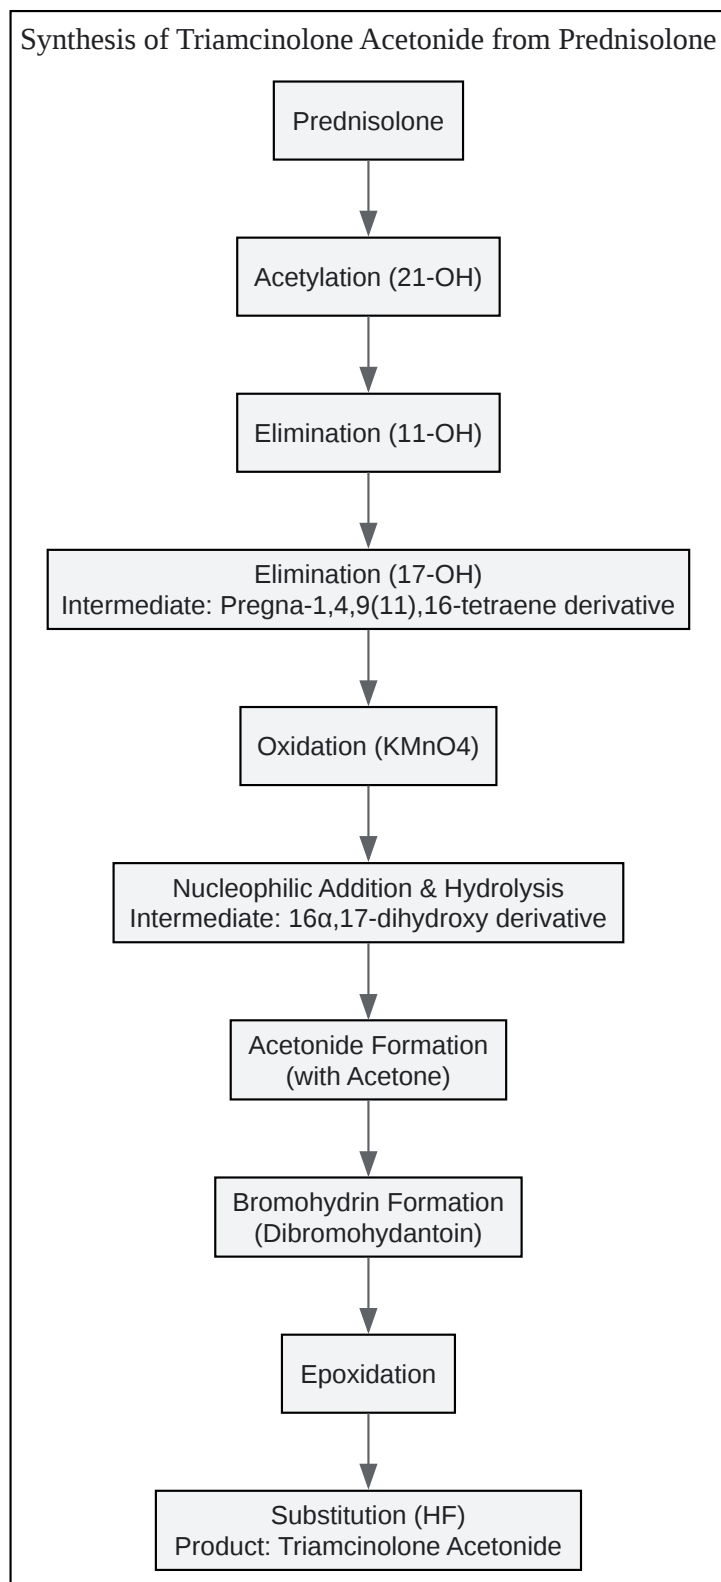 Synthesis of Triamcinolone Acetonide from Prednisolone
Prednisolone
Acetylation (21-OH)
Elimination (11-OH)
Elimination (17-OH)
Intermediate: Pregna-1,4,9(11),16-tetraene derivative
Oxidation (KMnO4)
Nucleophilic Addition & Hydrolysis
Intermediate: 16α,17-dihydroxy derivative
Acetonide Formation
(with Acetone)
Bromohydrin Formation
(Dibromohydantoin)
Epoxidation
Substitution (HF)
Product: Triamcinolone Acetonide